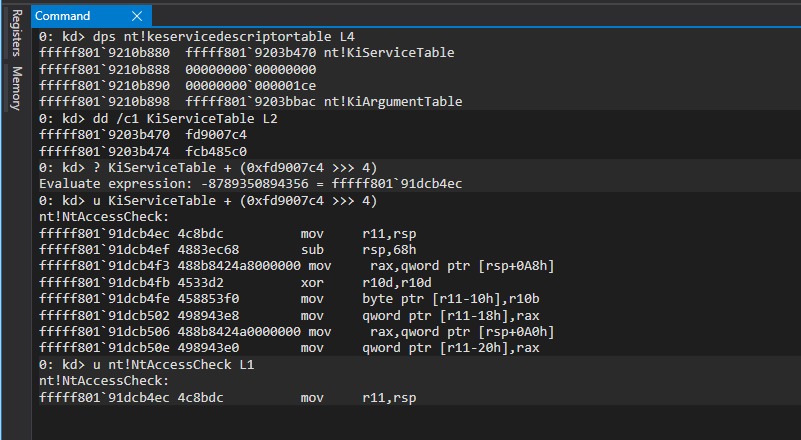 Command
Registers
Memory
0: kd> dps nt!keservicedescriptortable L4
fffff801`9210b880  fffff801`9203b470 nt!KiServiceTable
fffff801`9210b888  00000000`00000000
fffff801`9210b890  00000000`000001ce
fffff801`9210b898  fffff801`9203bbac nt!KiArgumentTable
0: kd> dd /c1 KiServiceTable L2
fffff801`9203b470  fd9007c4
fffff801`9203b474  fcb485c0
0: kd> ? KiServiceTable + (0xfd9007c4 >>> 4)
Evaluate expression: -8789350894356 = fffff801`91dcb4ec
0: kd> u KiServiceTable + (0xfd9007c4 >>> 4)
nt!NtAccessCheck:
fffff801`91dcb4ec 4c8bdc          mov     r11,rsp
fffff801`91dcb4ef 4883ec68        sub     rsp,68h
fffff801`91dcb4f3 488b8424a8000000 mov     rax,qword ptr [rsp+0A8h]
fffff801`91dcb4fb 4533d2          xor     r10d,r10d
fffff801`91dcb4fe 458853f0        mov     byte ptr [r11-10h],r10b
fffff801`91dcb502 498943e8        mov     qword ptr [r11-18h],rax
fffff801`91dcb506 488b8424a0000000 mov     rax,qword ptr [rsp+0A0h]
fffff801`91dcb50e 498943e0        mov     qword ptr [r11-20h],rax
0: kd> u nt!NtAccessCheck L1
nt!NtAccessCheck:
fffff801`91dcb4ec 4c8bdc          mov     r11,rsp